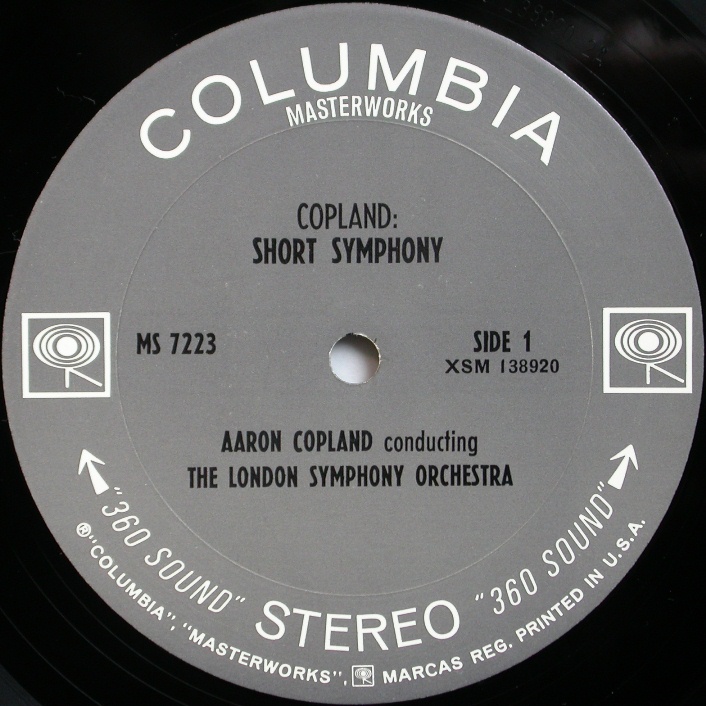 COLUMBIA
MASTERWORKS
COPLAND:
SHORT SYMPHONY
MS 7223
SIDE 1
XSM 138920
AARON COPLAND conducting
THE LONDON SYMPHONY ORCHESTRA
"360 SOUND" STEREO "360 SOUND"
®"COLUMBIA", "MASTERWORKS", MARCAS REG. PRINTED IN U.S.A.